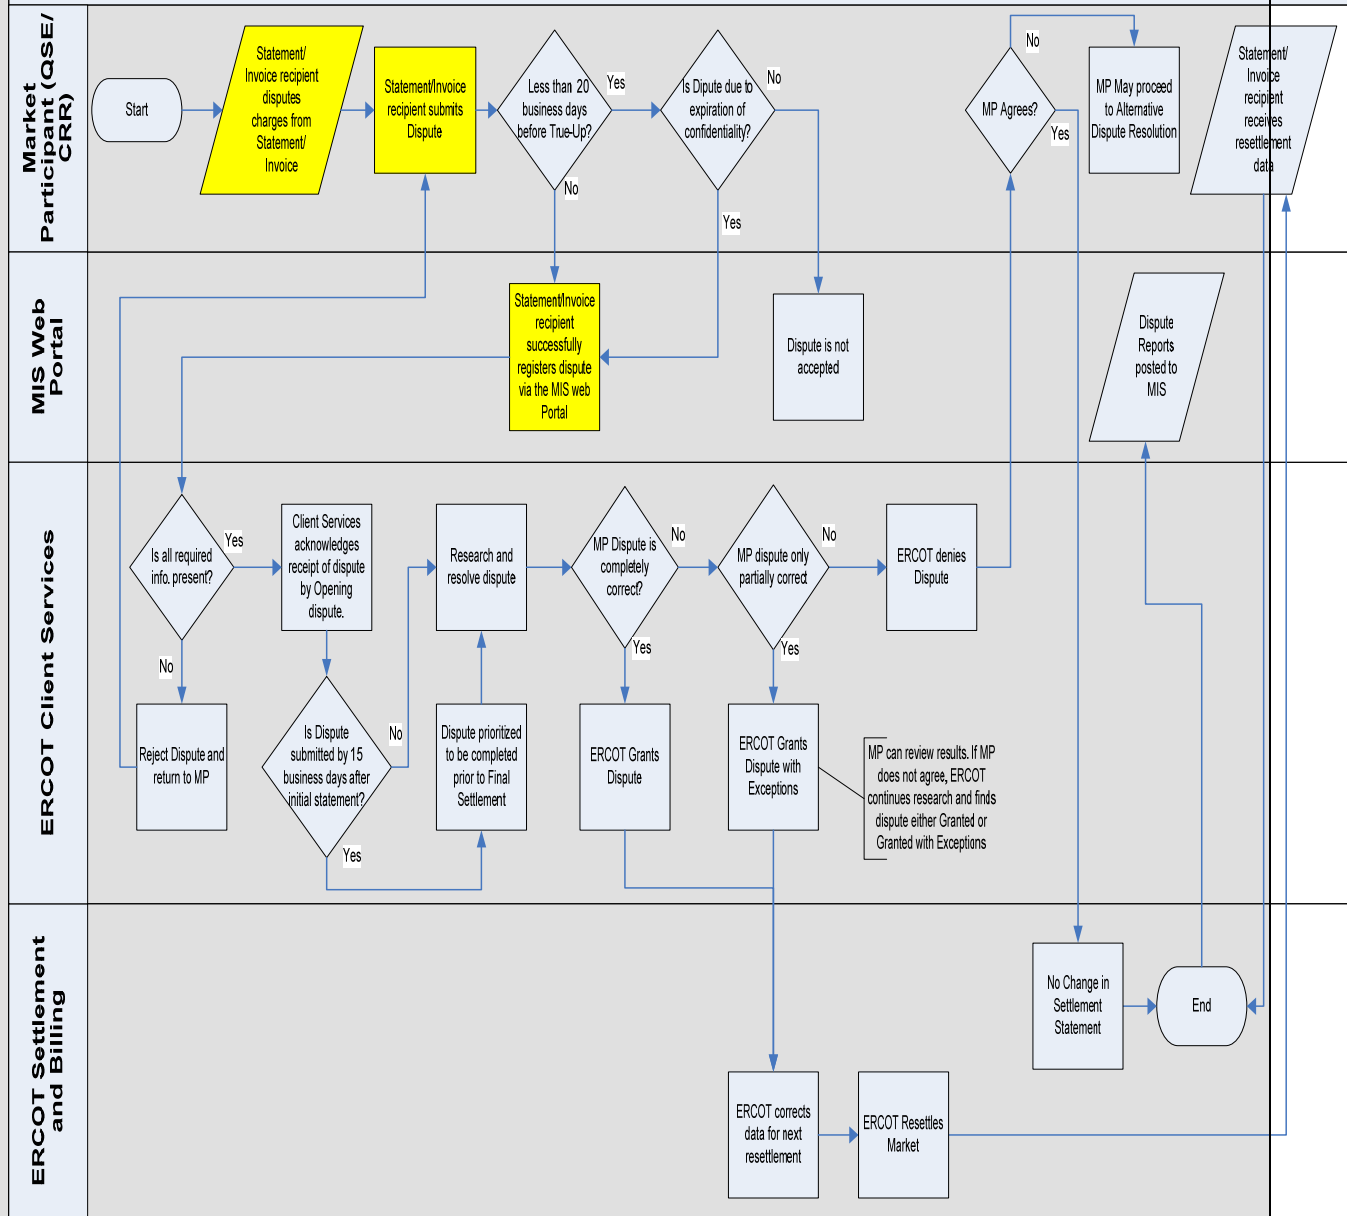 Market
Participant (QSE/
CRR)
Start
Statement/
Invoice recipient
disputes
charges from
Statement/
Invoice
Statement/Invoice
recipient submits
Dispute
Less than 20
business days
before True-Up?
Yes
No
Is Dipute due to
expiration of
confidentiality?
No
Yes
MP Agrees?
No
Yes
MP May proceed
to Alternative
Dispute Resolution
Statement/
Invoice
recipient
receives
resettlement
data
MIS Web
Portal
Statement/Invoice
recipient
successfully
registers dispute
via the MIS web
Portal
Dispute is not
accepted
Dispute
Reports
posted to
MIS
ERCOT Client Services
Is all required
info. present?
Yes
No
Client Services
acknowledges
receipt of dispute
by Opening
dispute.
Research and
resolve dispute
MP Dispute is
completely
correct?
No
Yes
MP dispute only
partially correct
No
Yes
ERCOT denies
Dispute
Reject Dispute and
return to MP
Is Dispute
submitted by 15
business days after
initial statement?
No
Yes
Dispute prioritized
to be completed
prior to Final
Settlement
ERCOT Grants
Dispute
ERCOT Grants
Dispute with
Exceptions
MP can review results. If MP
does not agree, ERCOT
continues research and finds
dispute either Granted or
Granted with Exceptions
ERCOT Settlement
and Billing
No Change in
Settlement
Statement
End
ERCOT corrects
data for next
resettlement
ERCOT Resettles
Market